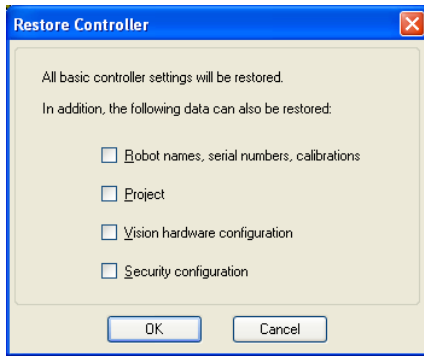 Restore Controller
All basic controller settings will be restored.
In addition, the following data can also be restored:
Robot names, serial numbers, calibrations
Project
Vision hardware configuration
Security configuration
OK Cancel